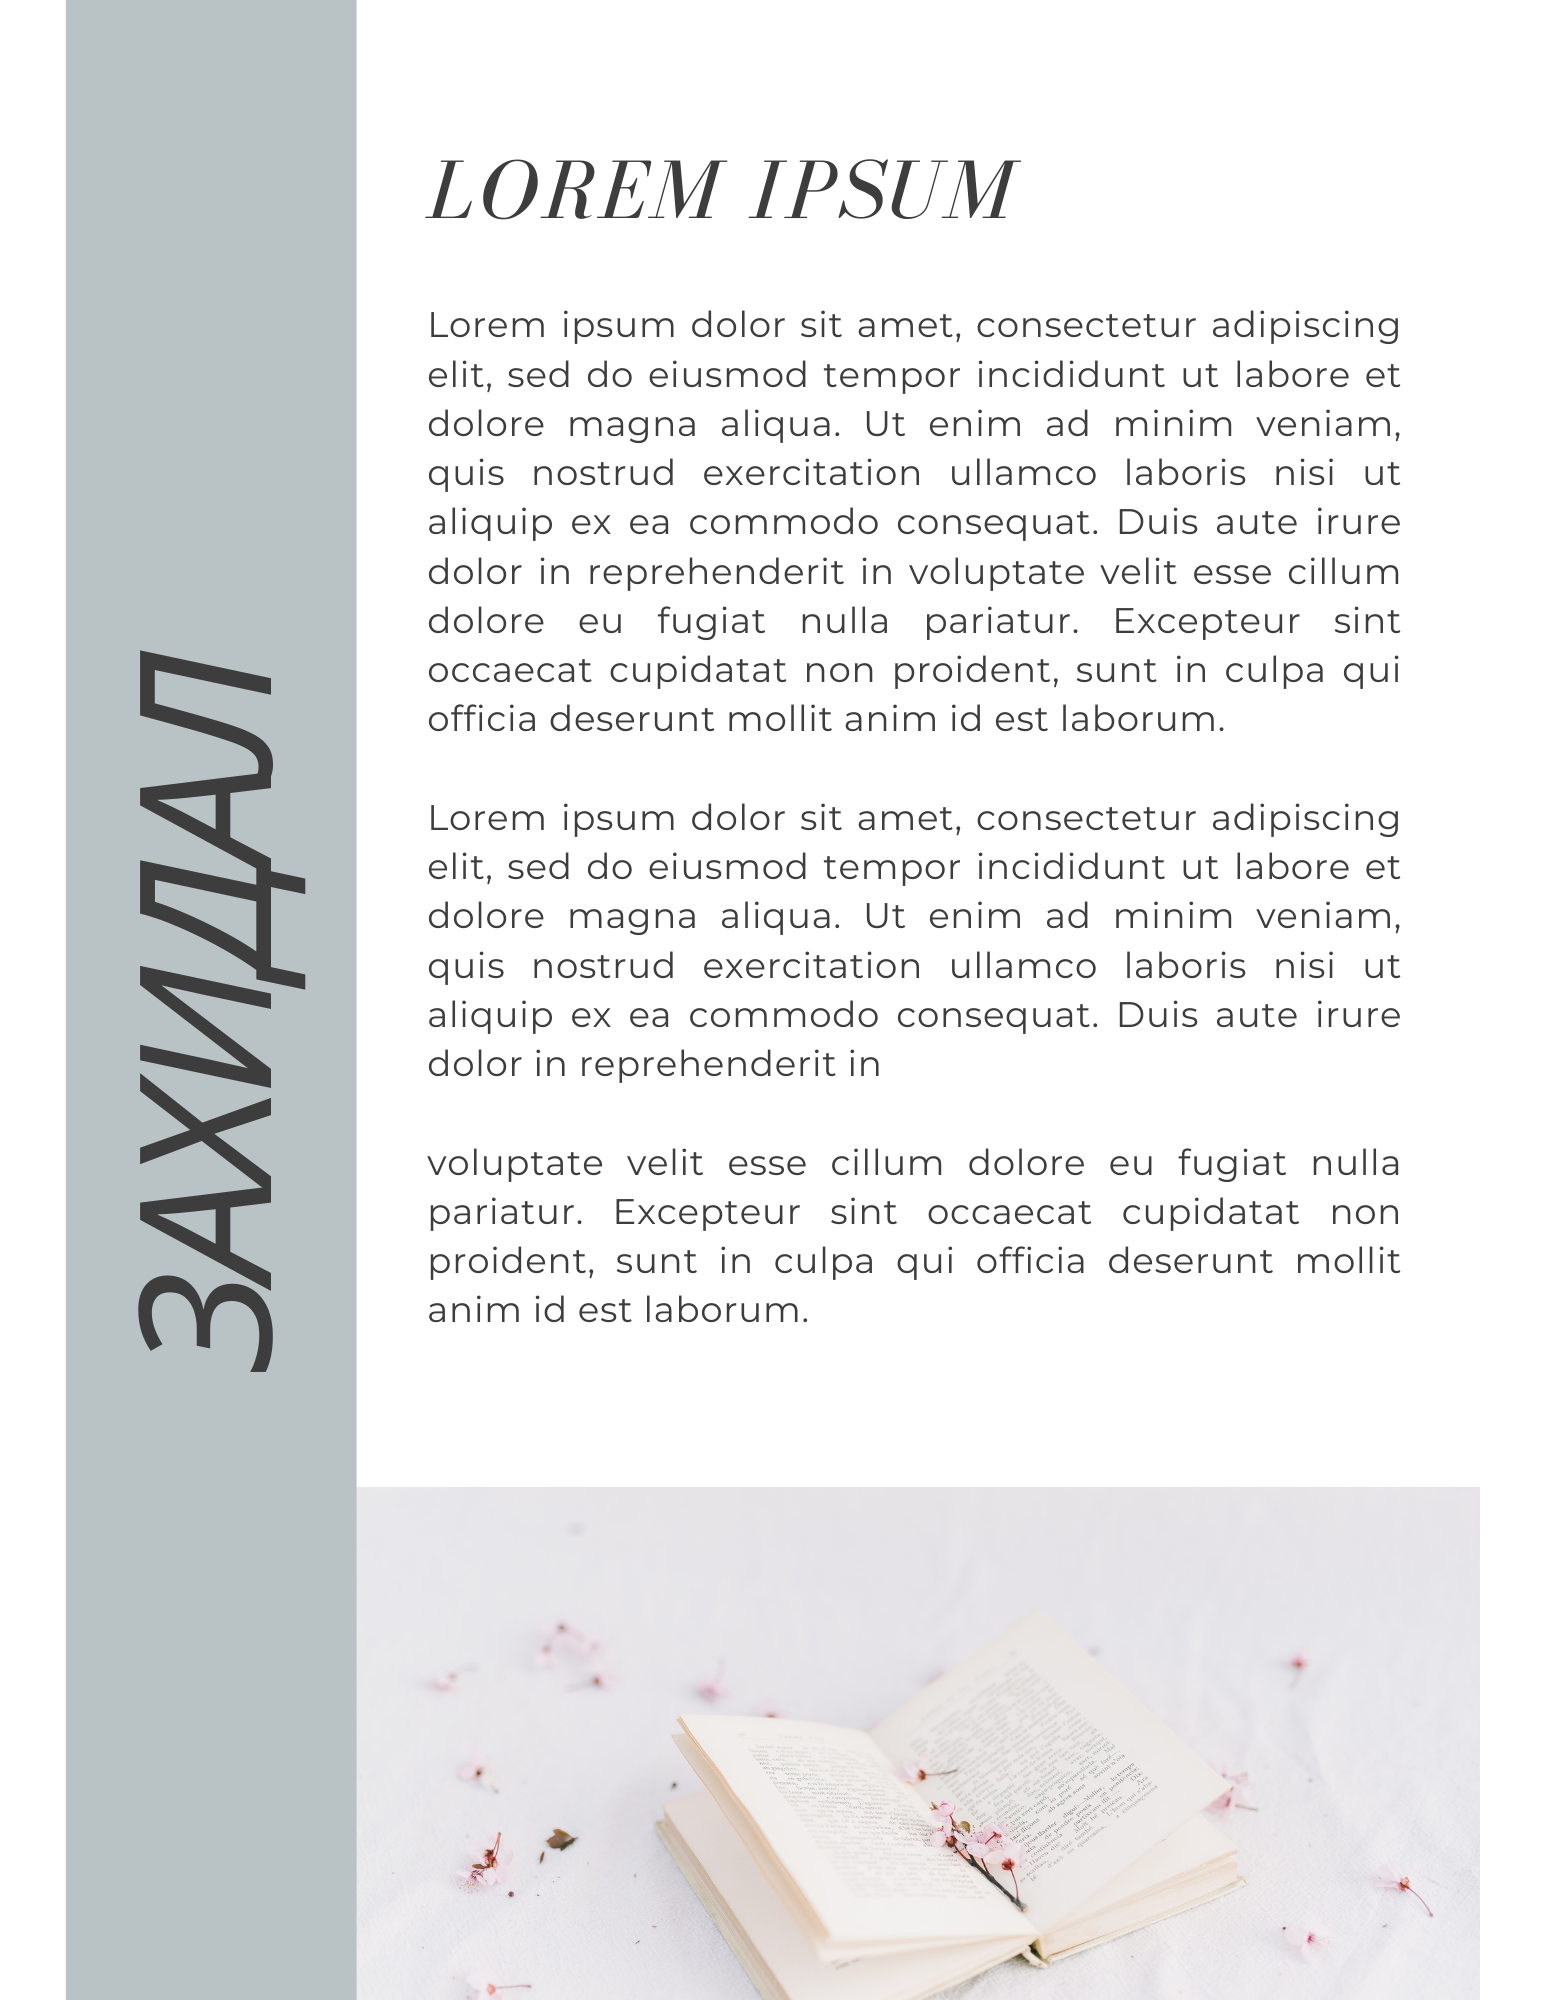 ЗАХИДАЛ
LOREM IPSUM
Lorem ipsum dolor sit amet, consectetur adipiscing
elit, sed do eiusmod tempor incididunt ut labore et
dolore magna aliqua. Ut enim ad minim veniam,
quis nostrud exercitation ullamco laboris nisi ut
aliquip ex ea commodo consequat. Duis aute irure
dolor in reprehenderit in voluptate velit esse cillum
dolore eu fugiat nulla pariatur. Excepteur sint
occaecat cupidatat non proident, sunt in culpa qui
officia deserunt mollit anim id est laborum.
Lorem ipsum dolor sit amet, consectetur adipiscing
elit, sed do eiusmod tempor incididunt ut labore et
dolore magna aliqua. Ut enim ad minim veniam,
quis nostrud exercitation ullamco laboris nisi ut
aliquip ex ea commodo consequat. Duis aute irure
dolor in reprehenderit in
voluptate velit esse cillum dolore eu fugiat nulla
pariatur. Excepteur sint occaecat cupidatat non
proident, sunt in culpa qui officia deserunt mollit
anim id est laborum.